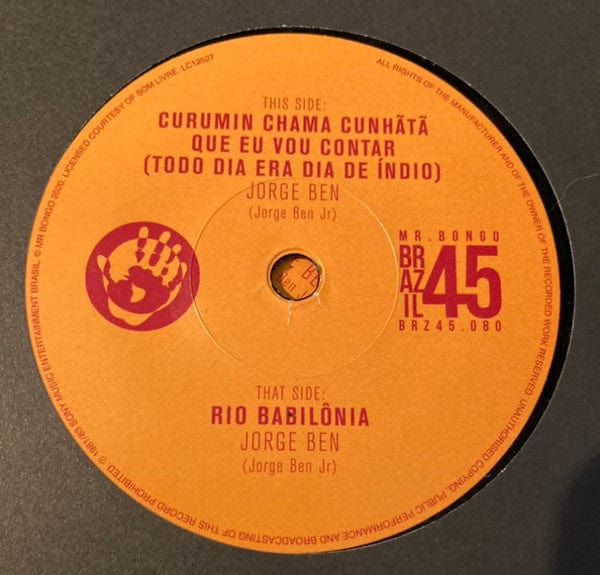 THIS SIDE:
CURUMIN CHAMA CUNHÃTÃ
QUE EU VOU CONTAR
(TODO DIA ERA DIA DE ÍNDIO)
JORGE BEN
(Jorge Ben Jr)
MR.BONGO
BRAZIL
45
BRZ45.080
THAT SIDE:
RIO BABILÔNIA
JORGE BEN
(Jorge Ben Jr)
℗ 1981/83 SONY MUSIC ENTERTAINMENT BRASIL. © MR BONGO 2020. LICENSED COURTESY OF SOM LIVRE. LC12627
ALL RIGHTS OF THE MANUFACTURER AND OF THE OWNER OF THE RECORDED WORK RESERVED. UNAUTHORISED COPYING, PUBLIC PERFORMANCE AND BROADCASTING OF THIS RECORD PROHIBITED